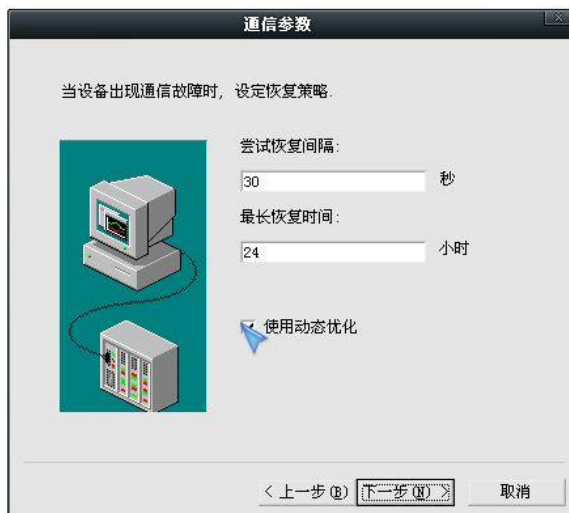 通信参数
当设备出现通信故障时，设定恢复策略.
尝试恢复间隔:
30 秒
最长恢复时间:
24 小时
使用动态优化
< 上一步(B) 下一步(N) > 取消